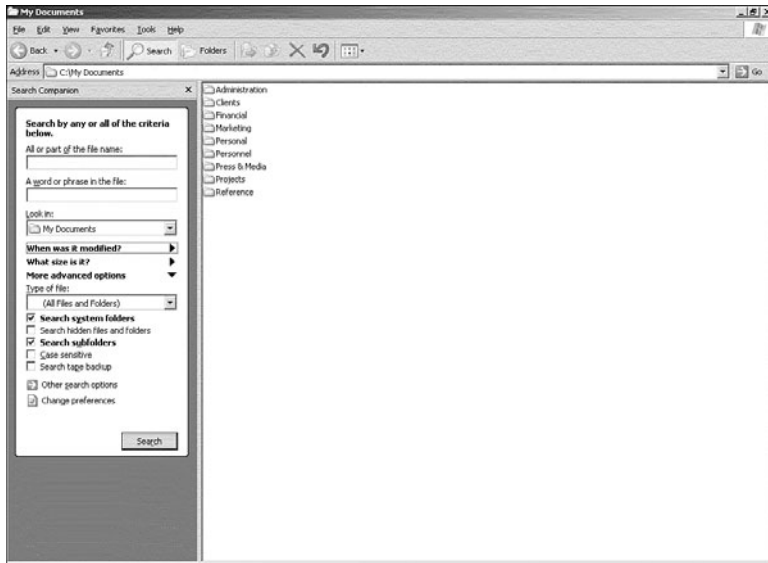 My Documents
File Edit View Favorites Tools Help
Back Search Folders
Address C:\My Documents Go
Search Companion
Search by any or all of the criteria
below.
All or part of the file name:
A word or phrase in the file:
Look in:
My Documents
When was it modified?
What size is it?
More advanced options
Type of file:
(All Files and Folders)
Search system folders
Search hidden files and folders
Search subfolders
Case sensitive
Search tape backup
Other search options
Change preferences
Search
Administration
Clients
Financial
Marketing
Personal
Personnel
Press & Media
Projects
Reference